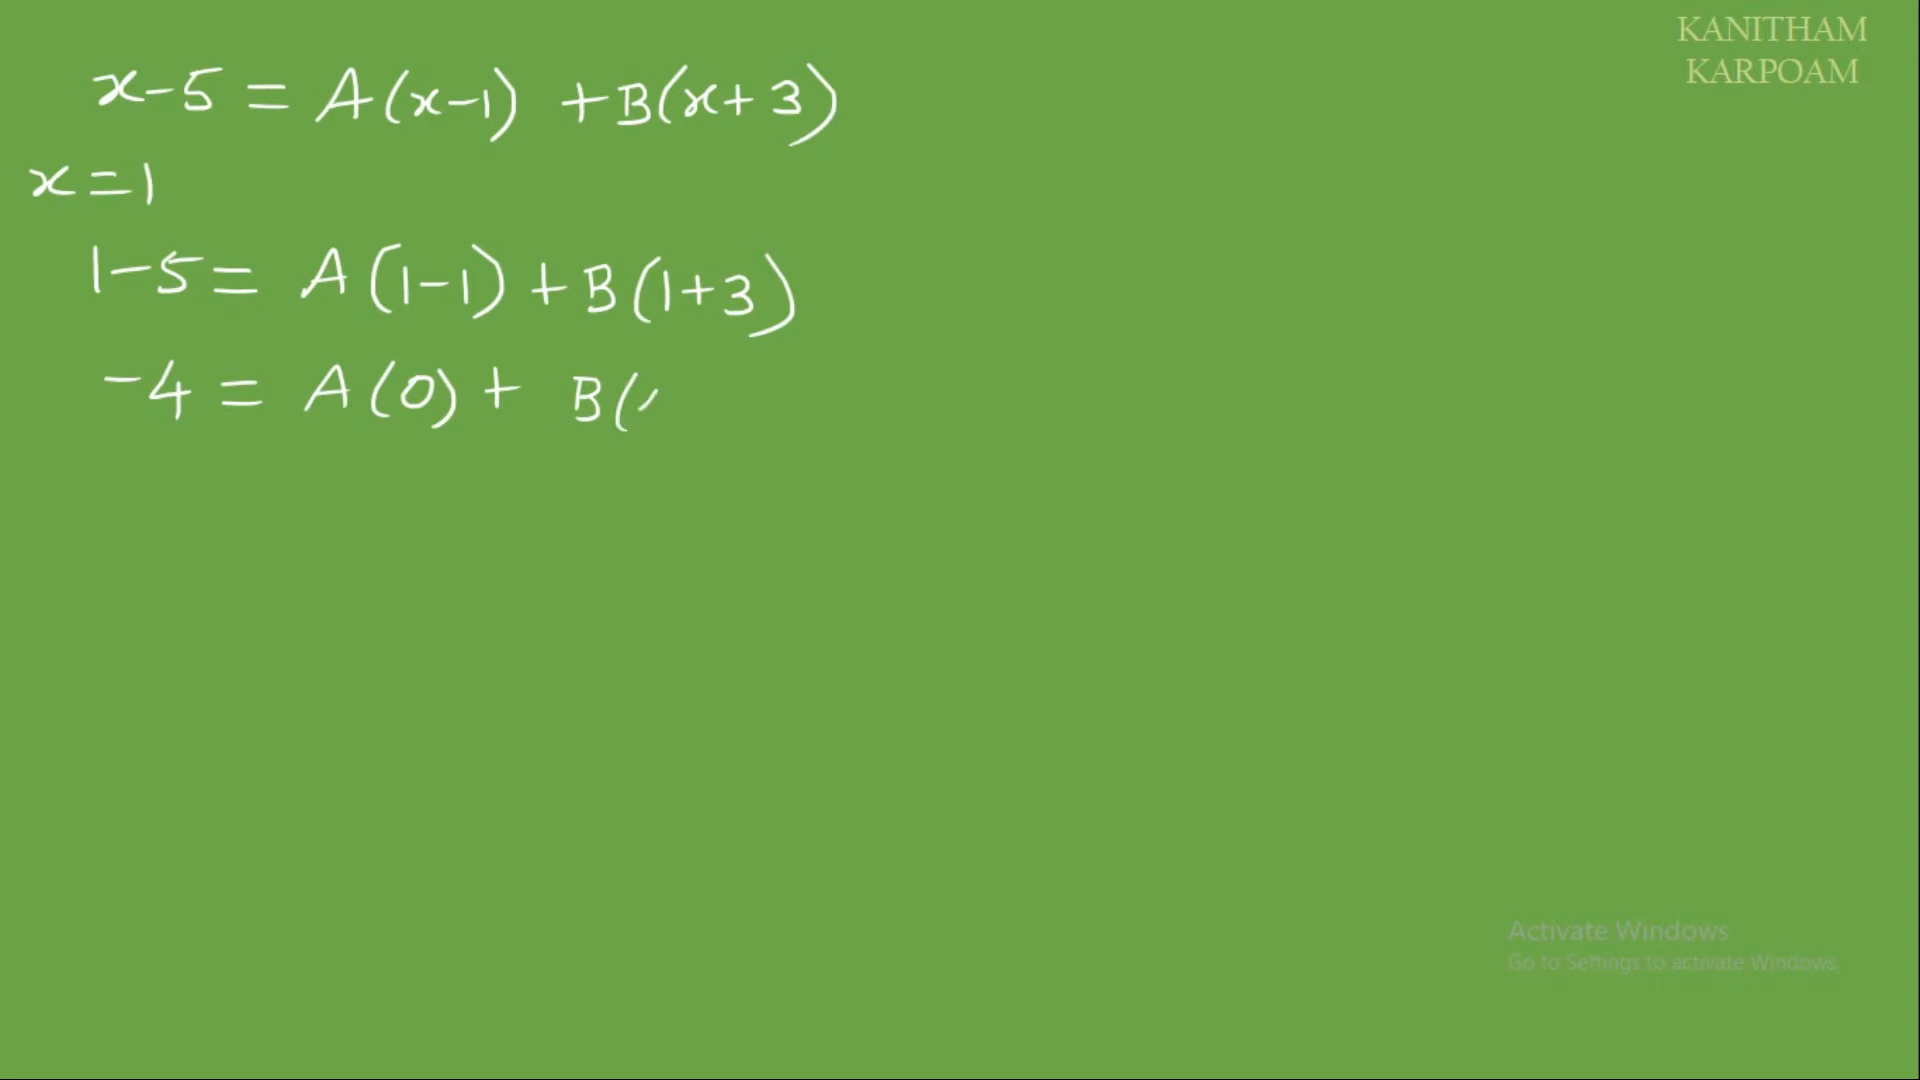 KANITHAM
KARPOAM
x-5 = A(x-1) +B(x+3)
x=1
1-5= A(1-1)+B(1+3)
-4 = A(0)+ B(
Activate Windows
Go to Settings to activate Windows.